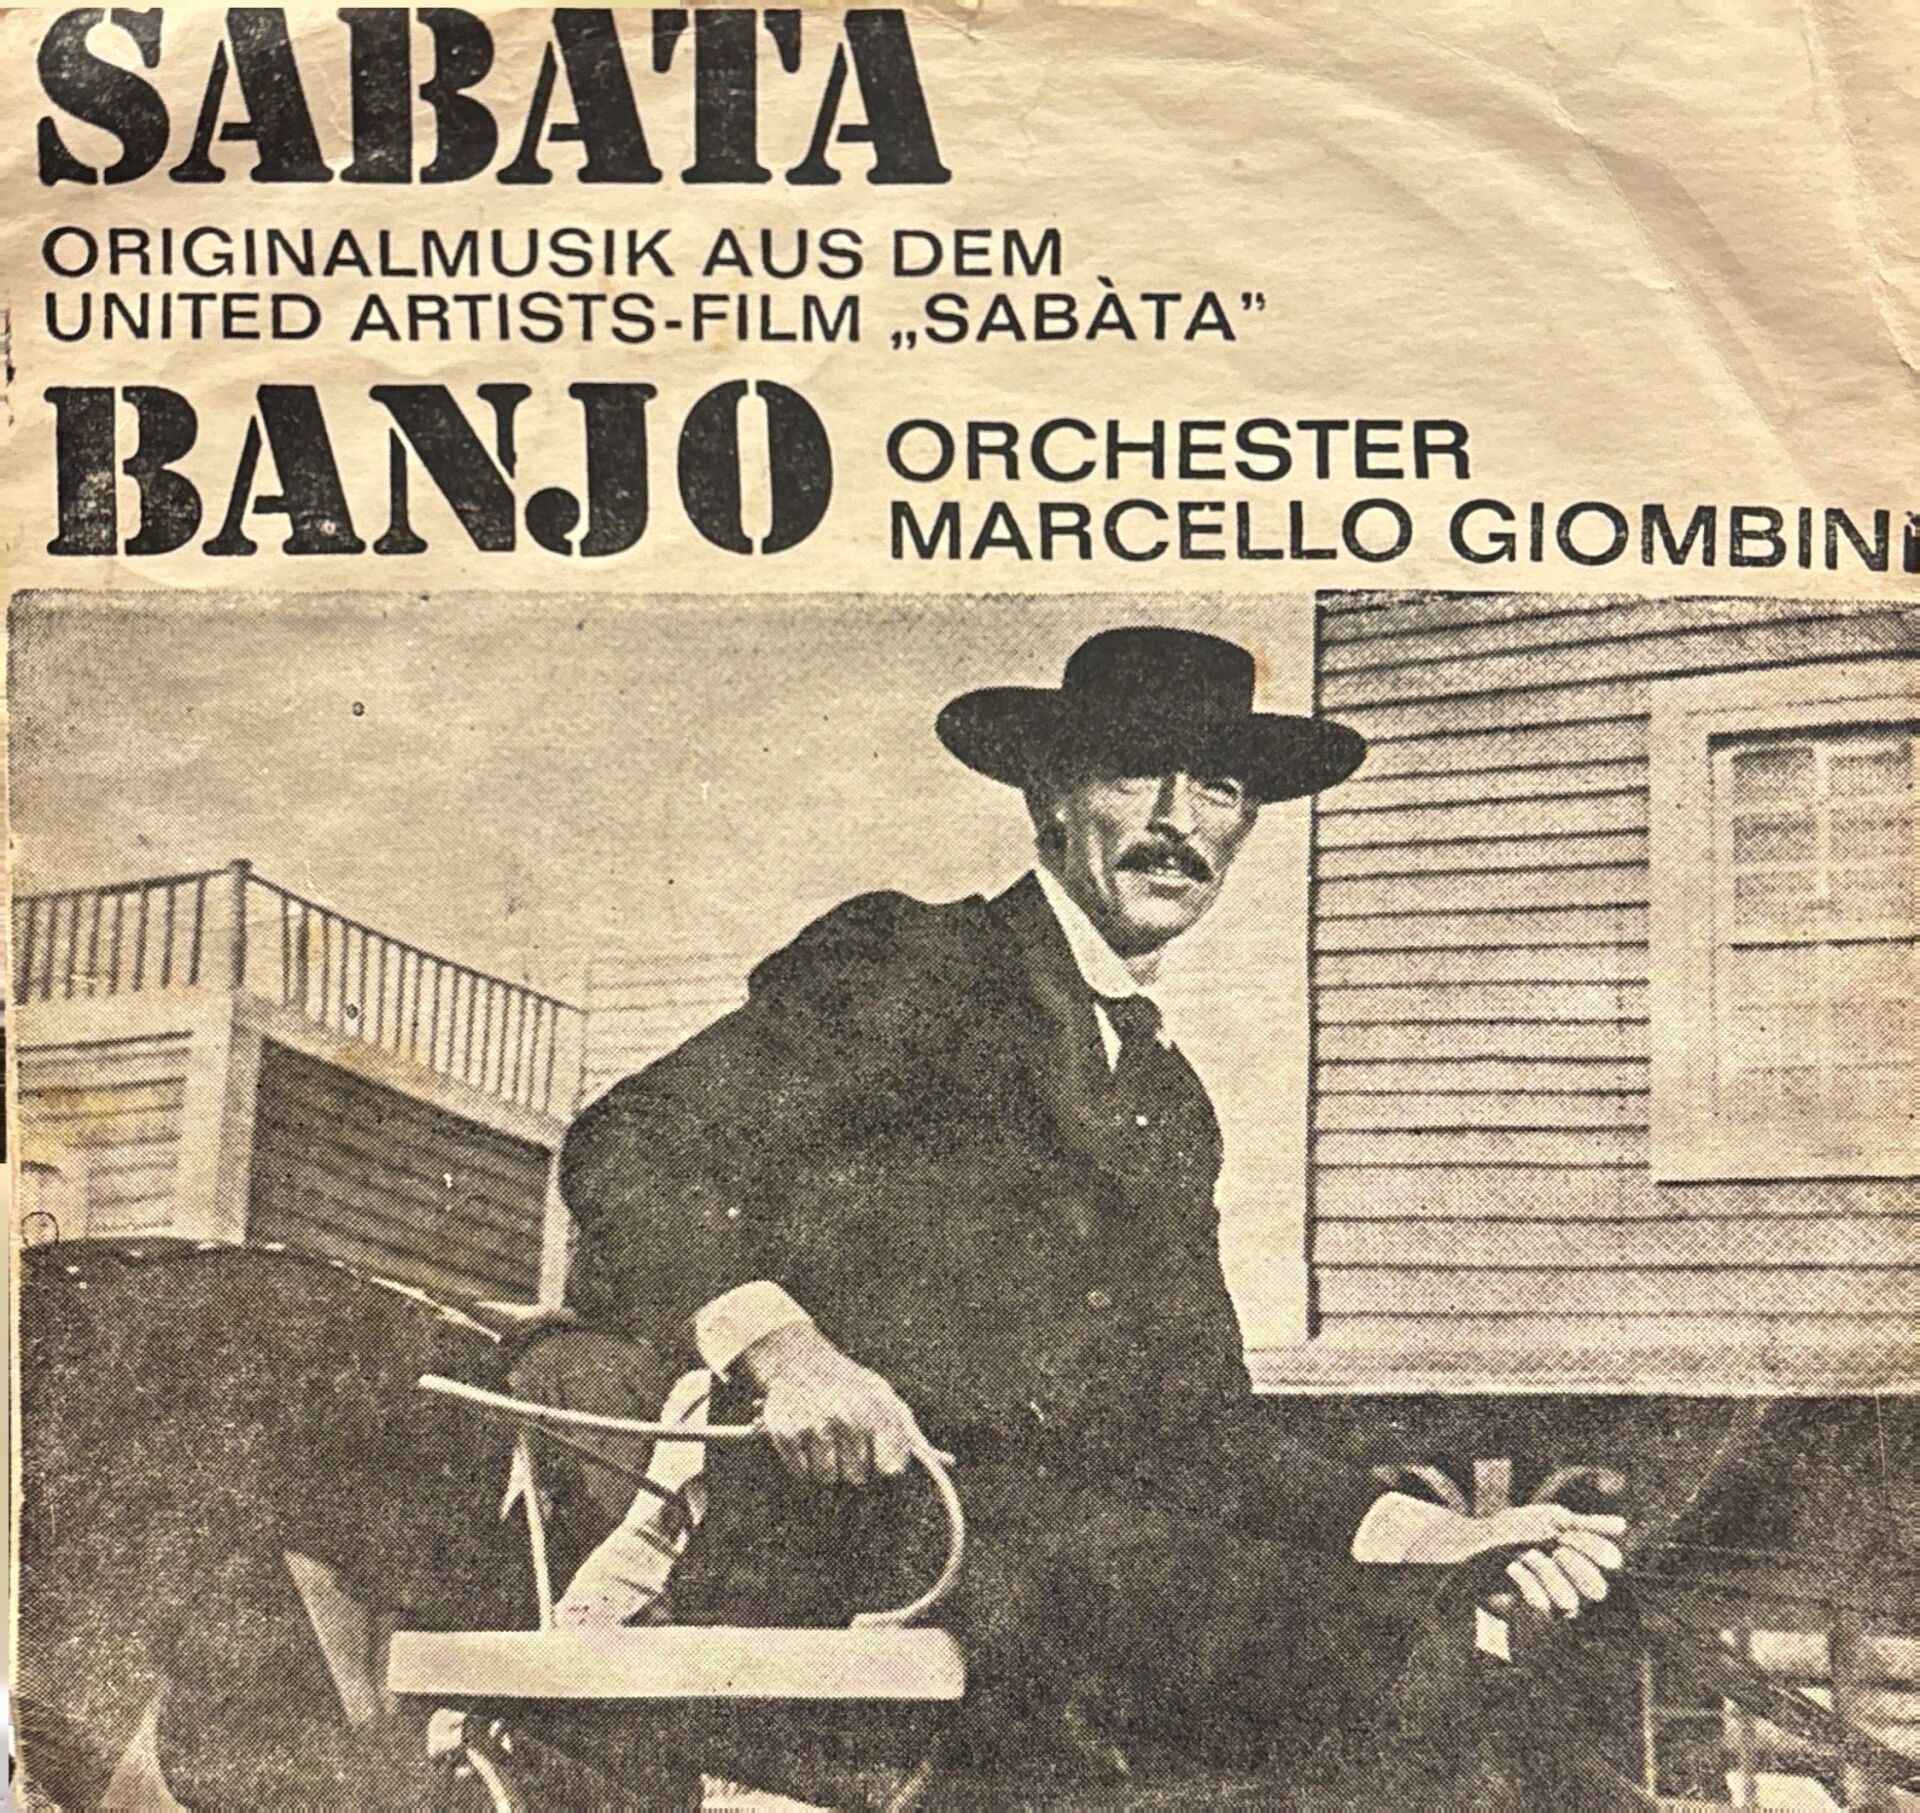 SABATA
ORIGINALMUSIK AUS DEM
UNITED ARTISTS-FILM „SABÀTA”
BANJO
ORCHESTER
MARCELLO GIOMBINI